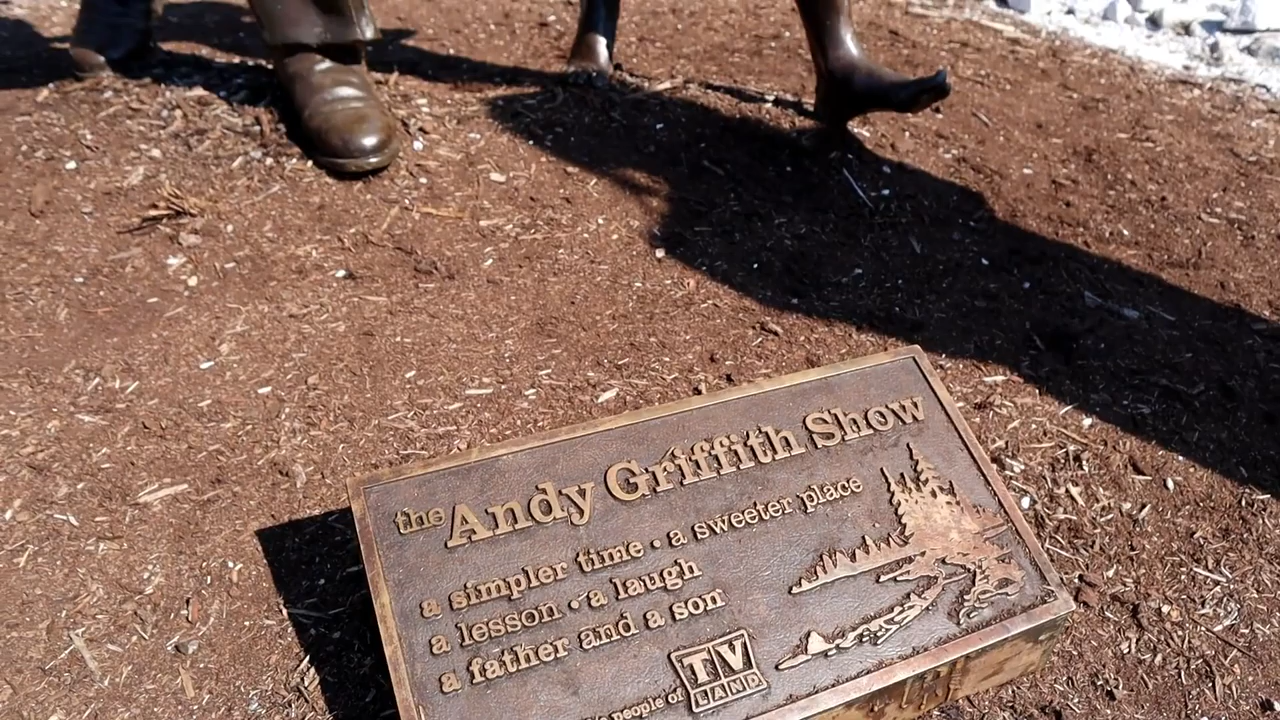 the Andy Griffith Show
a simpler time • a sweeter place
a lesson • a laugh
a father and a son
people of TV LAND